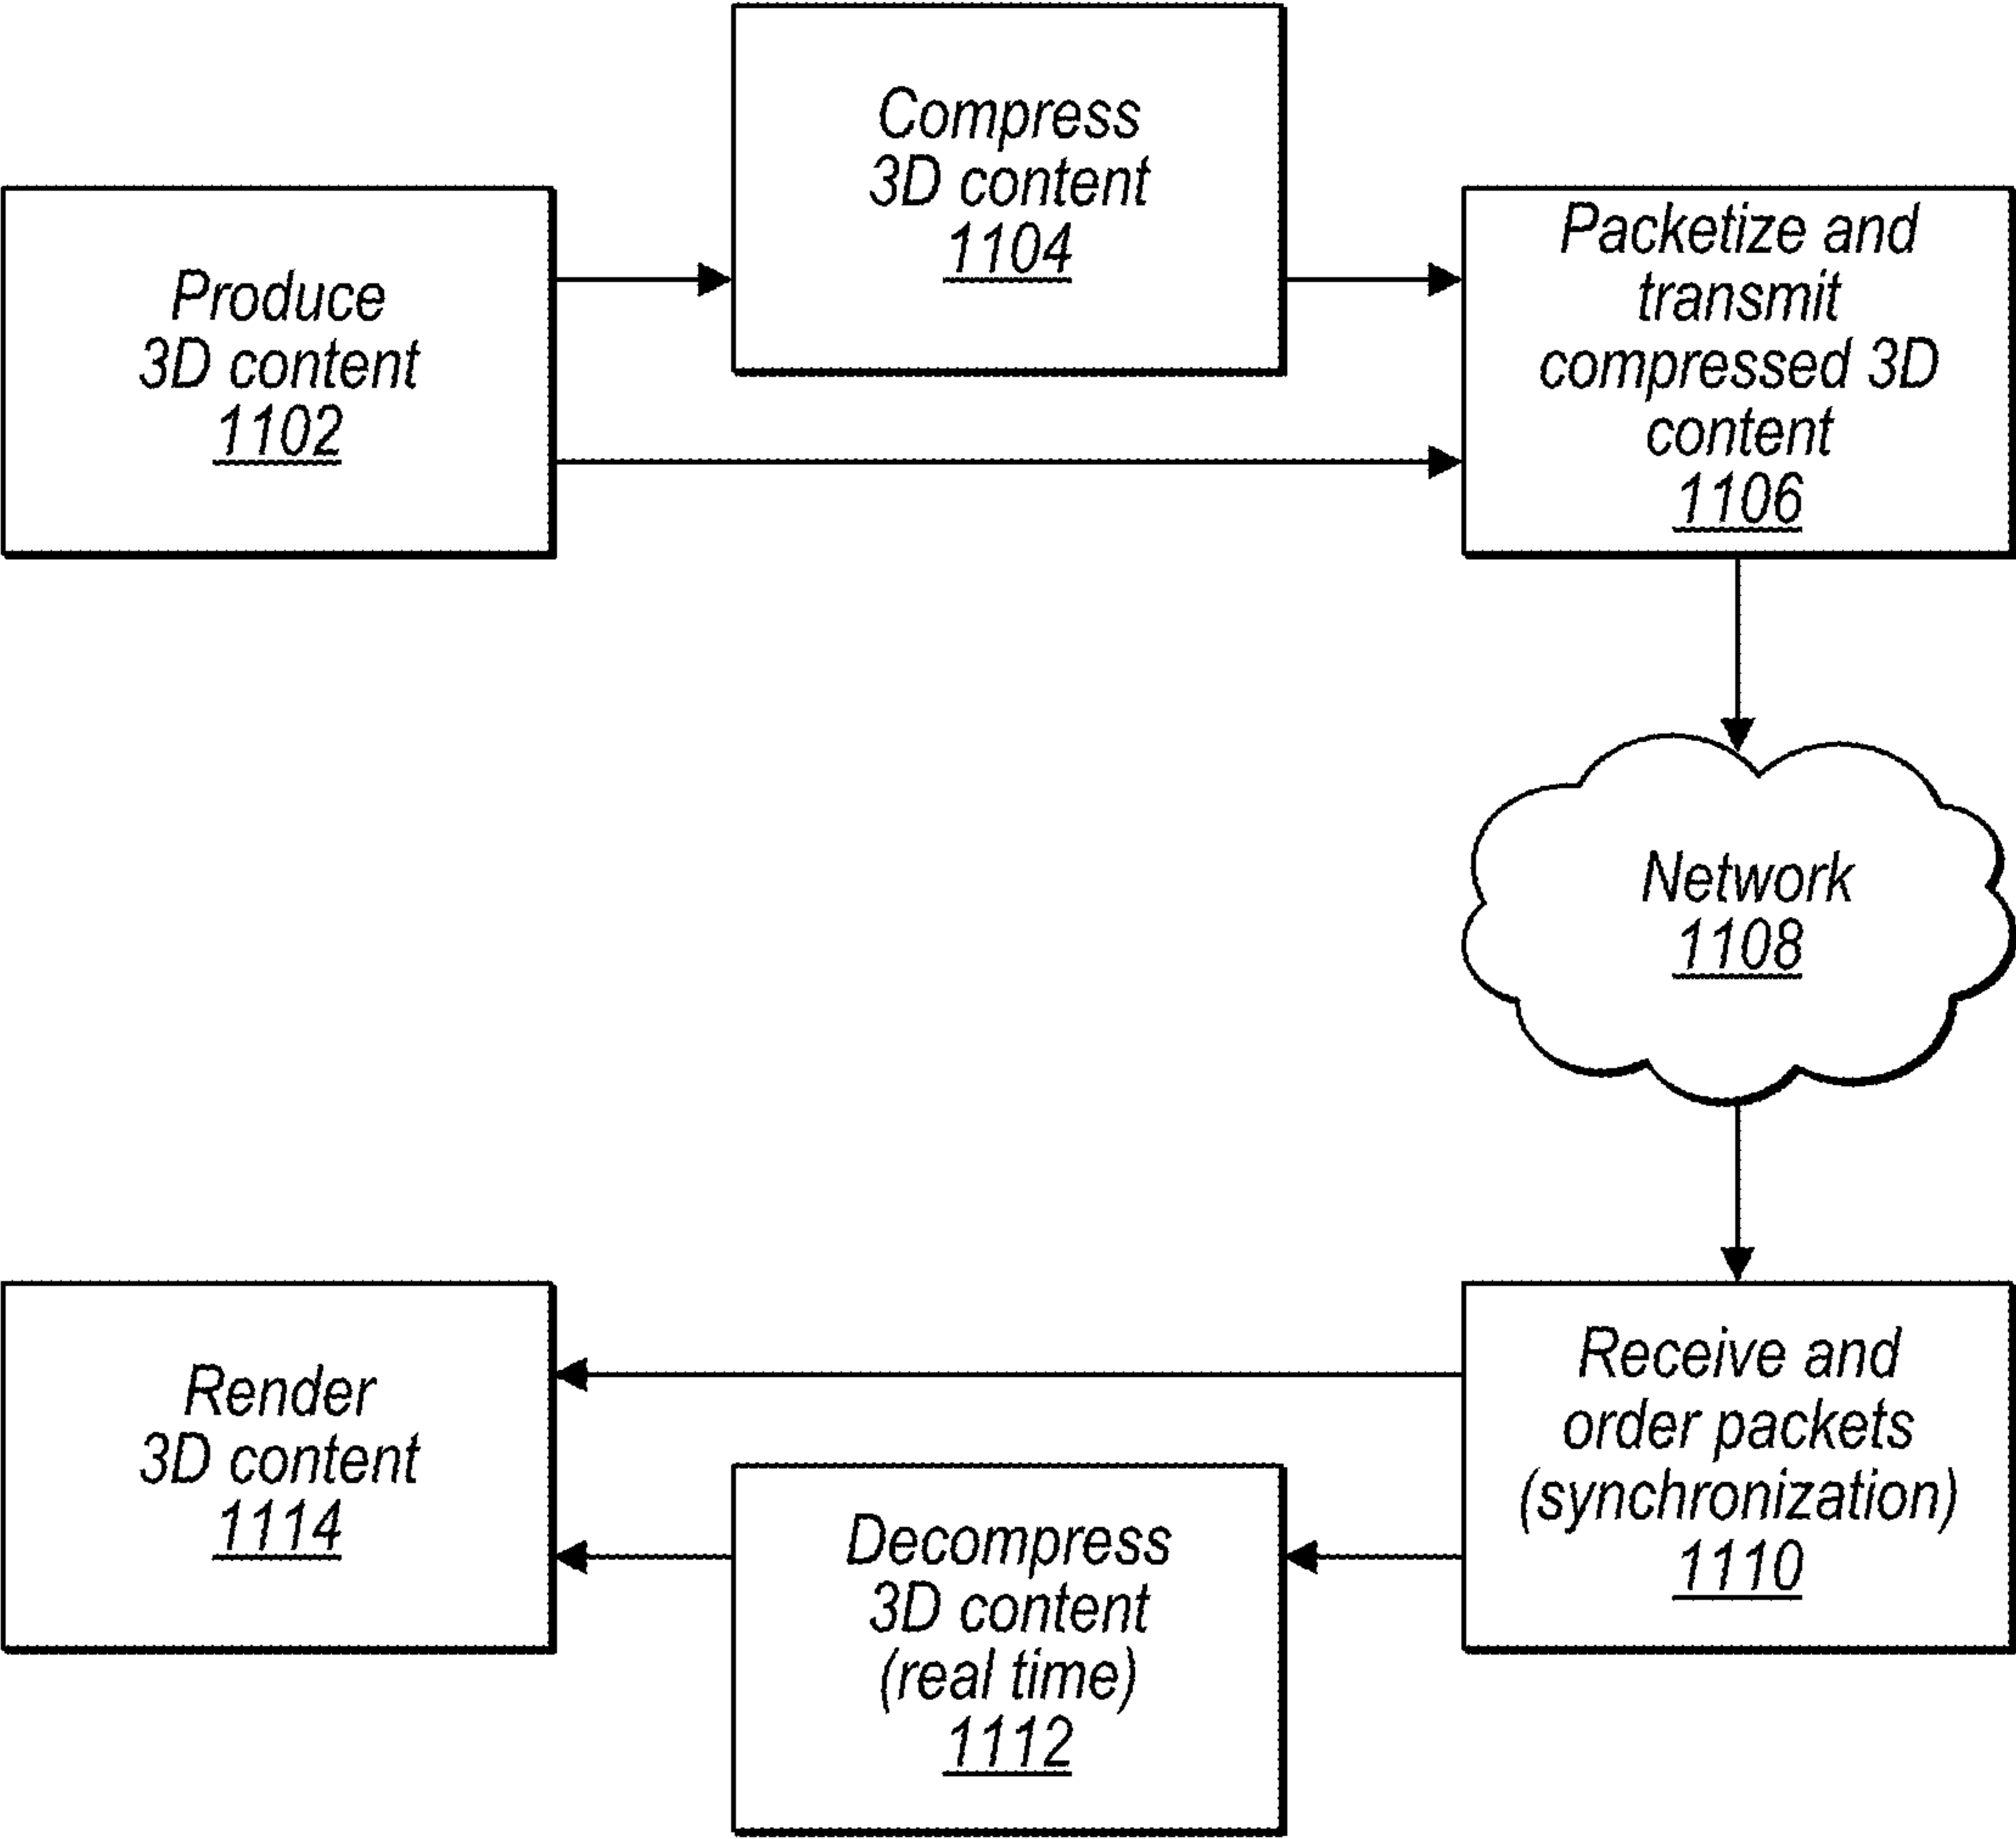 Compress
3D content
1104
Produce
3D content
1102
Packetize and
transmit
compressed 3D
content
1106
Network
1108
Receive and
order packets
(synchronization)
1110
Render
3D content
1114
Decompress
3D content
(real time)
1112